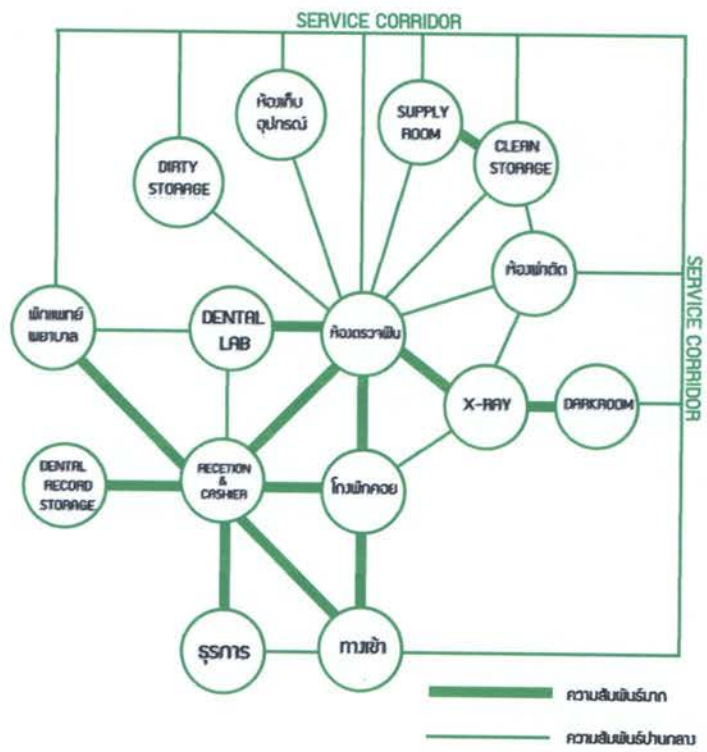 SERVICE CORRIDOR
ห้องเก็บ
อุปกรณ์
SUPPLY
ROOM
CLEAN
STORAGE
DIRTY
STORAGE
ห้องผ่าตัด
SERVICE CORRIDOR
พักแพทย์
พยาบาล
DENTAL
LAB
ห้องตรวจฟัน
X-RAY
DARKROOM
DENTAL
RECORD
STORAGE
RECETION
&
CASHIER
โถงพักคอย
ธุรการ
ทางเข้า
ความสัมพันธ์มาก
ความสัมพันธ์ปานกลาง